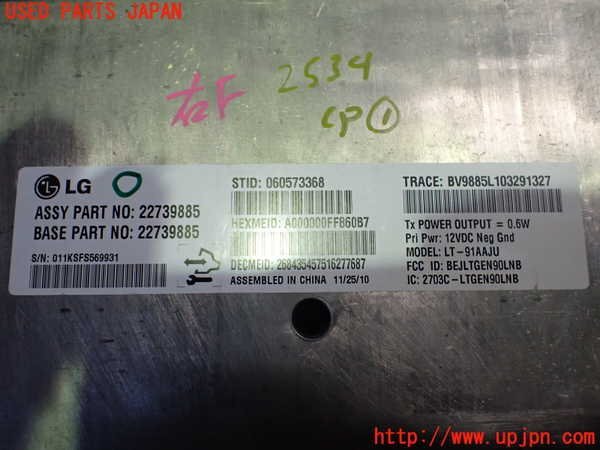 USED PARTS JAPAN
右F
2534
CP①
LG
ASSY PART NO: 22739885
BASE PART NO: 22739885
S/N: 011KSFS569931
STID: 060573368
HEXMEID: A000000FF860B7
DECMEID: 268435457516277687
ASSEMBLED IN CHINA 11/25/10
TRACE: BV9885L103291327
Tx POWER OUTPUT = 0.6W
Pri Pwr: 12VDC Neg Gnd
MODEL: LT-91AAJU
FCC ID: BEJLTGEN90LNB
IC: 2703C-LTGEN90LNB
http://www.upjpn.com/